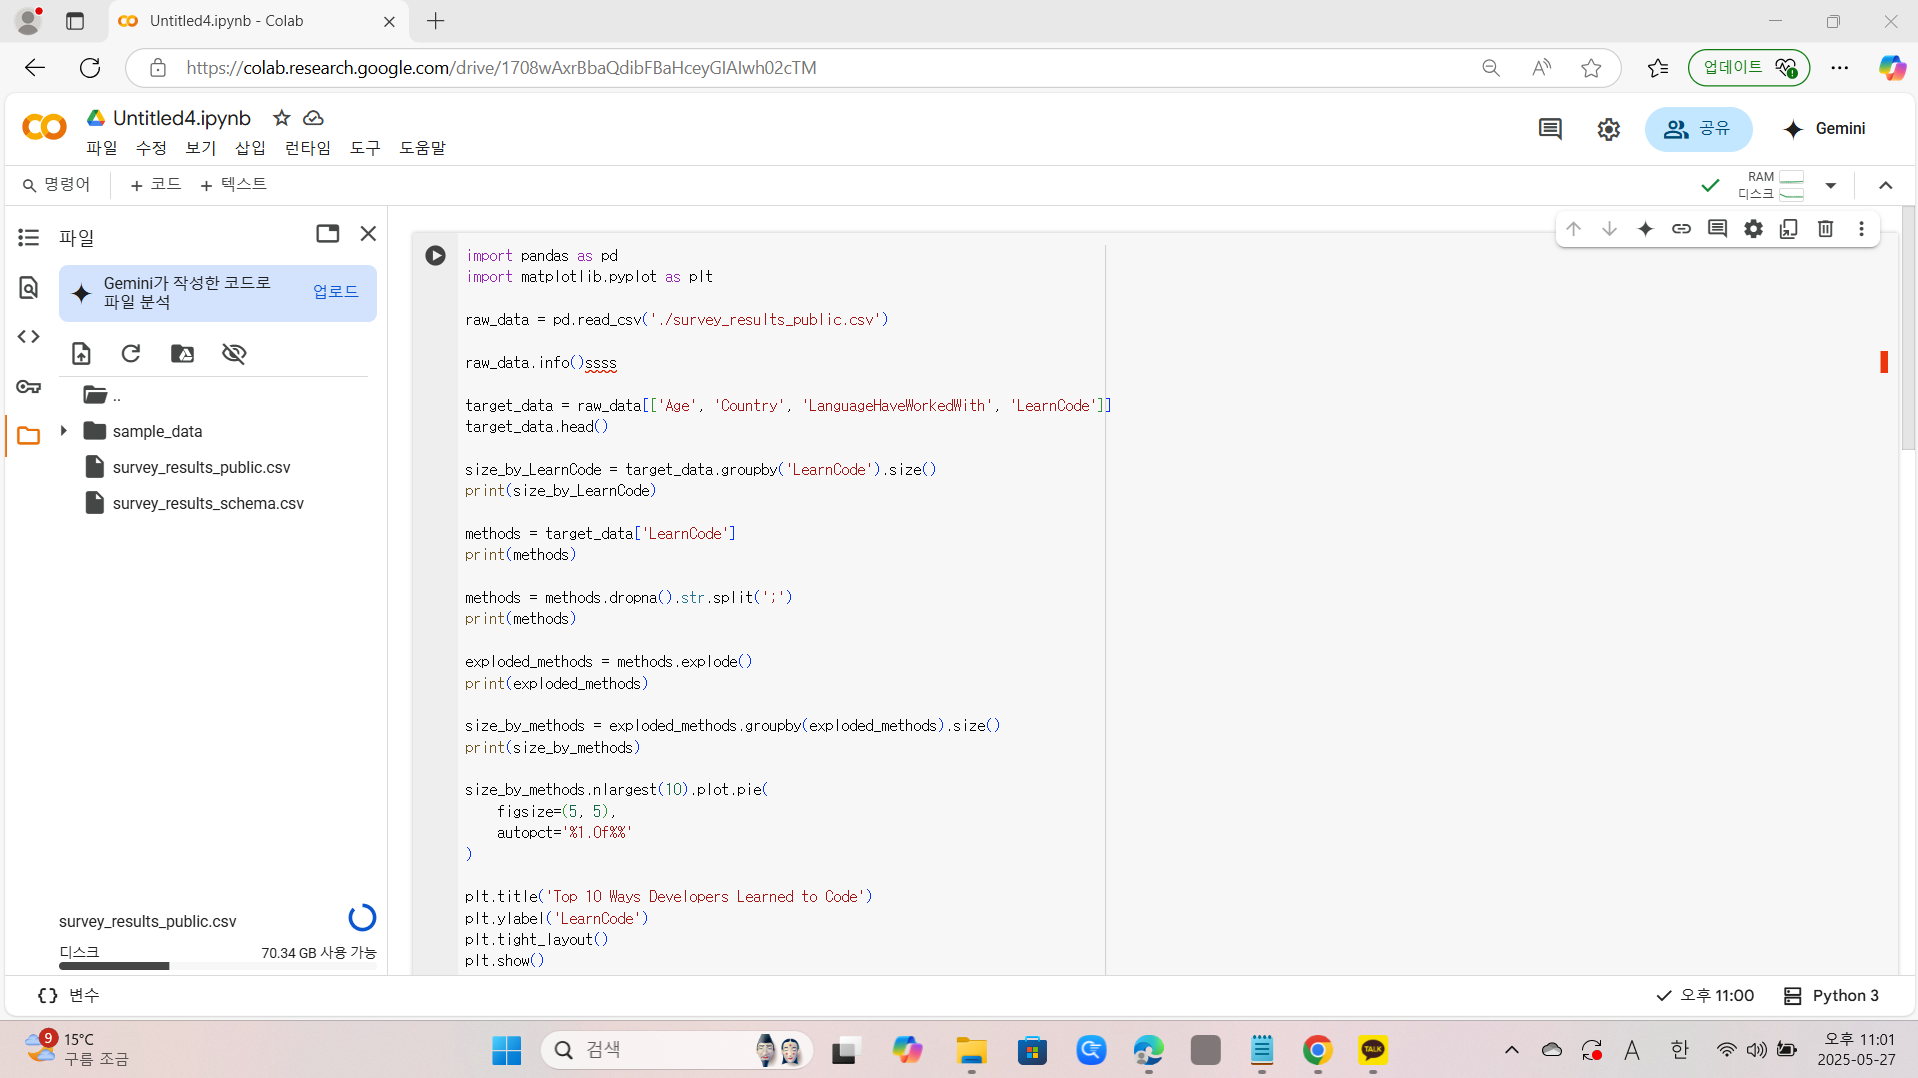 Untitled4.ipynb - Colab
https://colab.research.google.com/drive/1708wAxrBbaQdibFBaHceyGIAIwh02cTM
업데이트
Untitled4.ipynb
파일 수정 보기 삽입 런타임 도구 도움말
공유
Gemini
명령어 + 코드 + 텍스트
RAM
디스크
파일
Gemini가 작성한 코드로
파일 분석
업로드
..
sample_data
survey_results_public.csv
survey_results_schema.csv
import pandas as pd
import matplotlib.pyplot as plt
raw_data = pd.read_csv('./survey_results_public.csv')
raw_data.info()ssss
target_data = raw_data[['Age', 'Country', 'LanguageHaveWorkedWith', 'LearnCode']]
target_data.head()
size_by_LearnCode = target_data.groupby('LearnCode').size()
print(size_by_LearnCode)
methods = target_data['LearnCode']
print(methods)
methods = methods.dropna().str.split(';')
print(methods)
exploded_methods = methods.explode()
print(exploded_methods)
size_by_methods = exploded_methods.groupby(exploded_methods).size()
print(size_by_methods)
size_by_methods.nlargest(10).plot.pie(
    figsize=(5, 5),
    autopct='%1.0f%%'
)
plt.title('Top 10 Ways Developers Learned to Code')
plt.ylabel('LearnCode')
plt.tight_layout()
plt.show()
survey_results_public.csv
디스크 70.34 GB 사용 가능
변수
오후 11:00
Python 3
9
15°C
구름 조금
검색
TALK
A
한
오후 11:01
2025-05-27